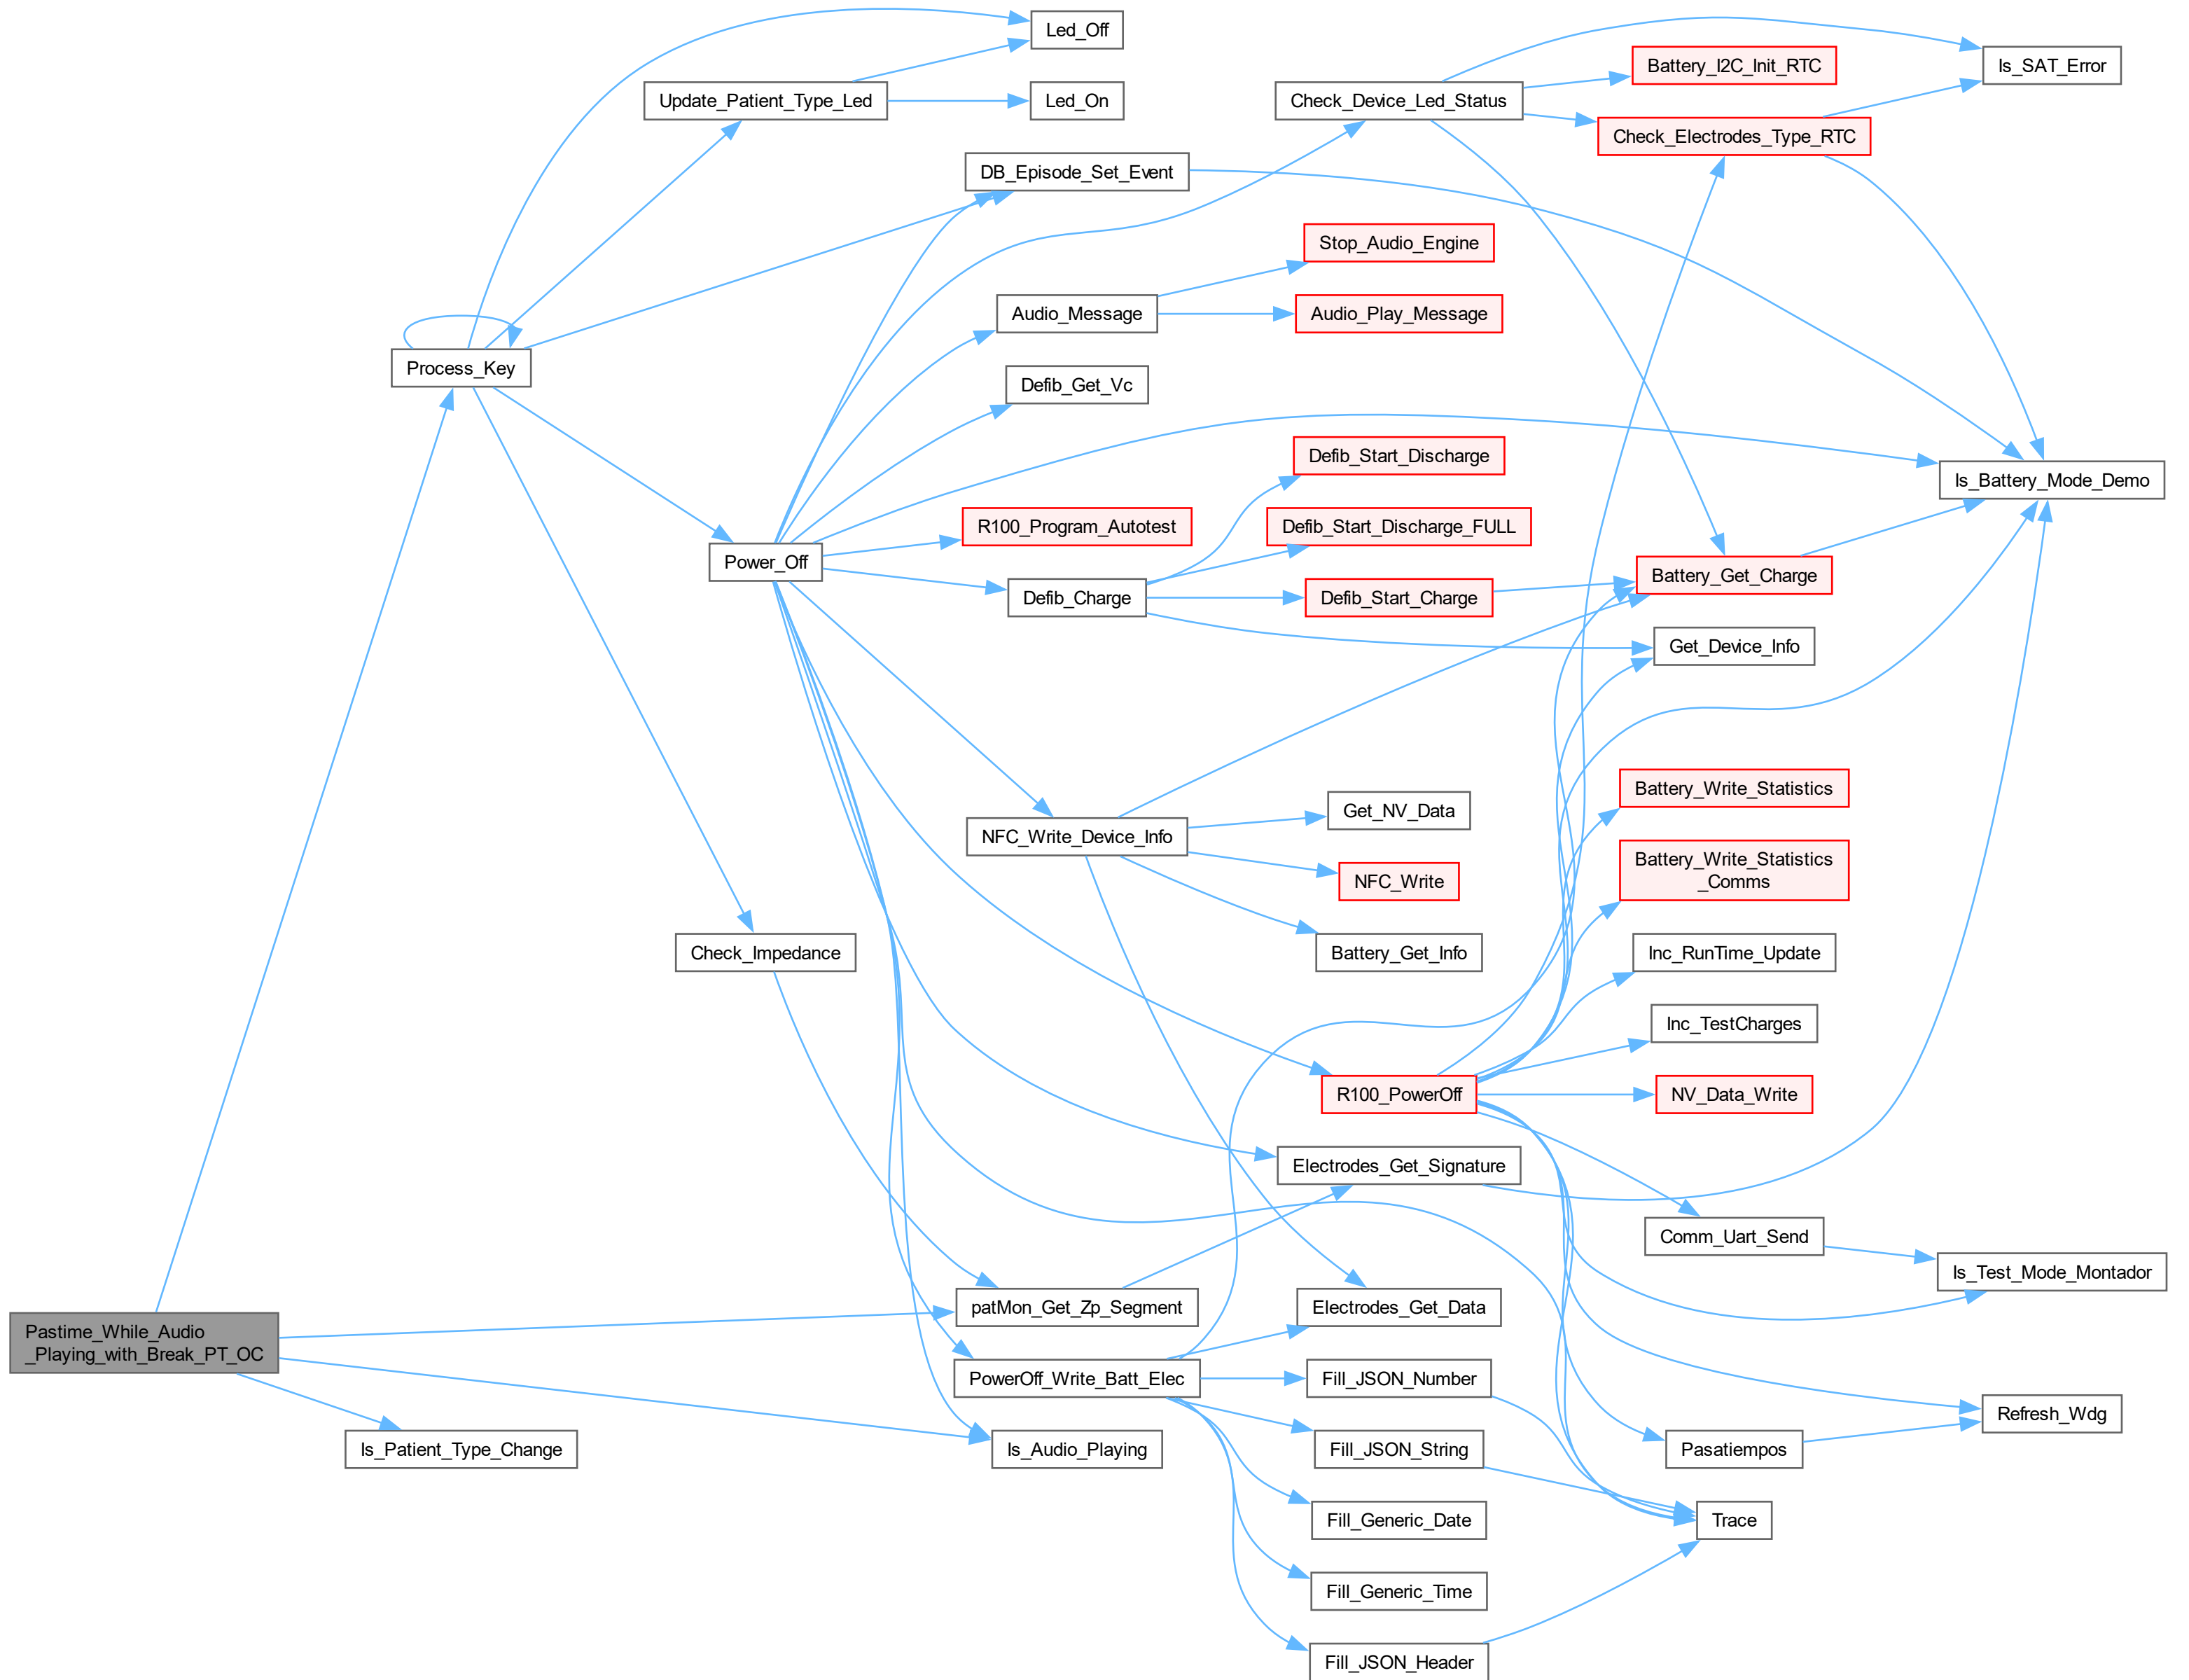 Led_Off
Is_SAT_Error
Battery_I2C_Init_RTC
Update_Patient_Type_Led
Led_On
Check_Device_Led_Status
Check_Electrodes_Type_RTC
DB_Episode_Set_Event
Stop_Audio_Engine
Audio_Message
Audio_Play_Message
Process_Key
Defib_Get_Vc
Defib_Start_Discharge
Is_Battery_Mode_Demo
R100_Program_Autotest
Defib_Start_Discharge_FULL
Power_Off
Battery_Get_Charge
Defib_Charge
Defib_Start_Charge
Get_Device_Info
Battery_Write_Statistics
Get_NV_Data
NFC_Write_Device_Info
Battery_Write_Statistics
_Comms
NFC_Write
Check_Impedance
Battery_Get_Info
Inc_RunTime_Update
Inc_TestCharges
R100_PowerOff
NV_Data_Write
Electrodes_Get_Signature
Comm_Uart_Send
Is_Test_Mode_Montador
patMon_Get_Zp_Segment
Electrodes_Get_Data
Pastime_While_Audio
_Playing_with_Break_PT_OC
PowerOff_Write_Batt_Elec
Fill_JSON_Number
Refresh_Wdg
Is_Patient_Type_Change
Is_Audio_Playing
Fill_JSON_String
Pasatiempos
Fill_Generic_Date
Trace
Fill_Generic_Time
Fill_JSON_Header